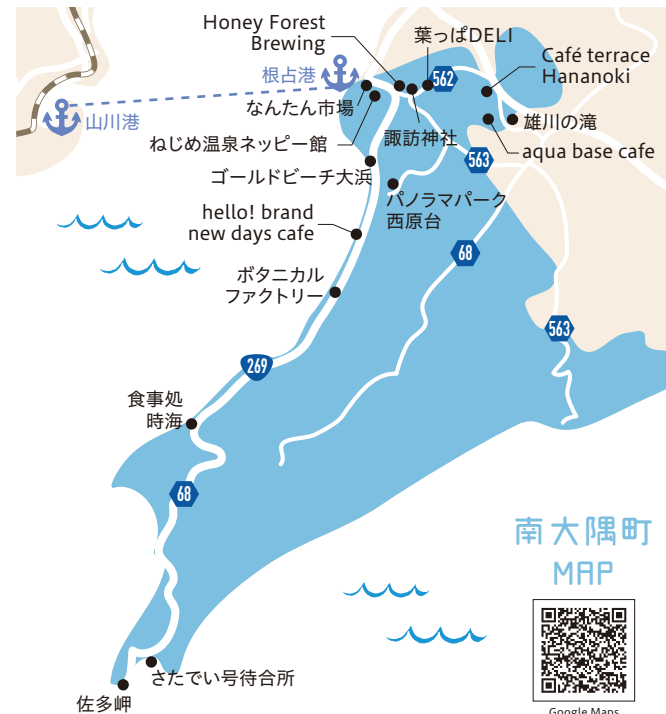 Honey Forest
Brewing
葉っぱDELI
根占港
562
Café terrace
Hananoki
山川港
なんたん市場
諏訪神社
雄川の滝
ねじめ温泉ネッピー館
563
aqua base cafe
ゴールドビーチ大浜
パノラマパーク
西原台
hello! brand
new days cafe
68
ボタニカル
ファクトリー
563
269
食事処
時海
68
南大隅町
MAP
さたでい号待合所
佐多岬
Google Maps